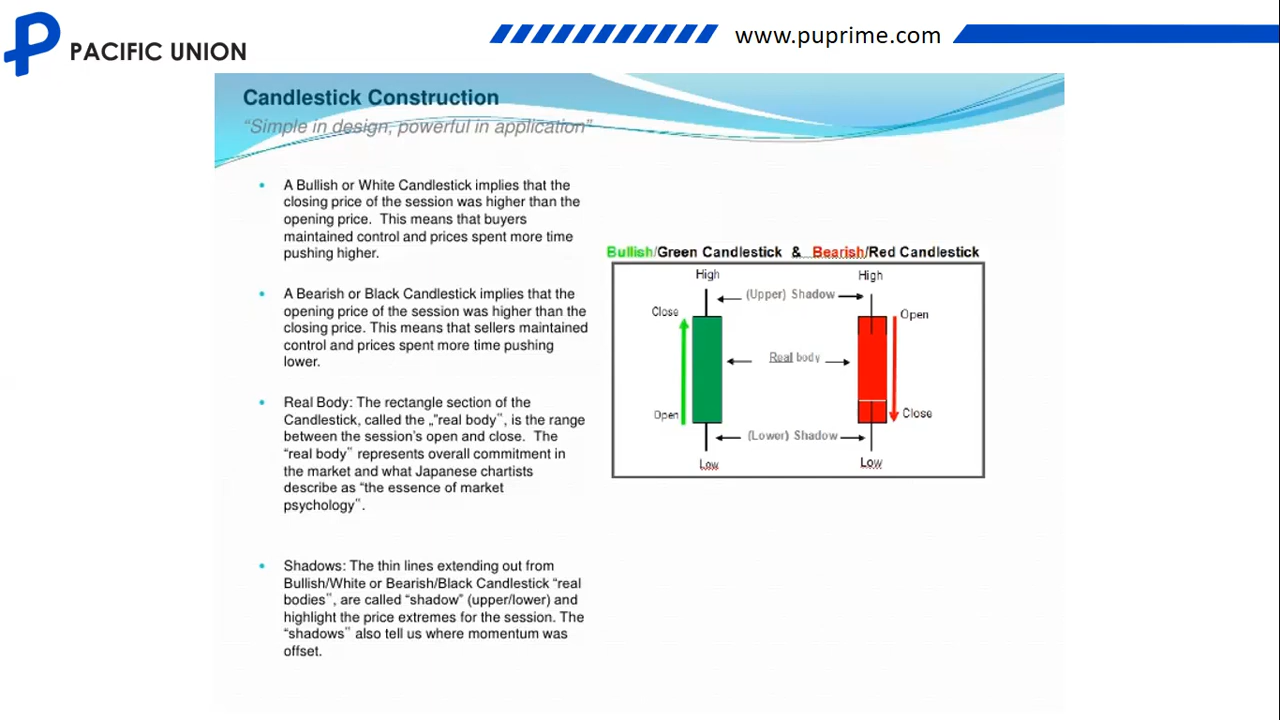 PACIFIC UNION
www.puprime.com
Candlestick Construction
“Simple in design, powerful in application”
• A Bullish or White Candlestick implies that the
closing price of the session was higher than the
opening price. This means that buyers
maintained control and prices spent more time
pushing higher.
• A Bearish or Black Candlestick implies that the
opening price of the session was higher than the
closing price. This means that sellers maintained
control and prices spent more time pushing
lower.
• Real Body: The rectangle section of the
Candlestick, called the „"real body‟, is the range
between the session’s open and close. The
“real body‟ represents overall commitment in
the market and what Japanese chartists
describe as “the essence of market
psychology‟.
• Shadows: The thin lines extending out from
Bullish/White or Bearish/Black Candlestick “real
bodies‟, are called “shadow” (upper/lower) and
highlight the price extremes for the session. The
“shadows‟ also tell us where momentum was
offset.
Bullish/Green Candlestick & Bearish/Red Candlestick
High
High
(Upper) Shadow
Close
Open
Real body
Open
Close
(Lower) Shadow
Low
Low